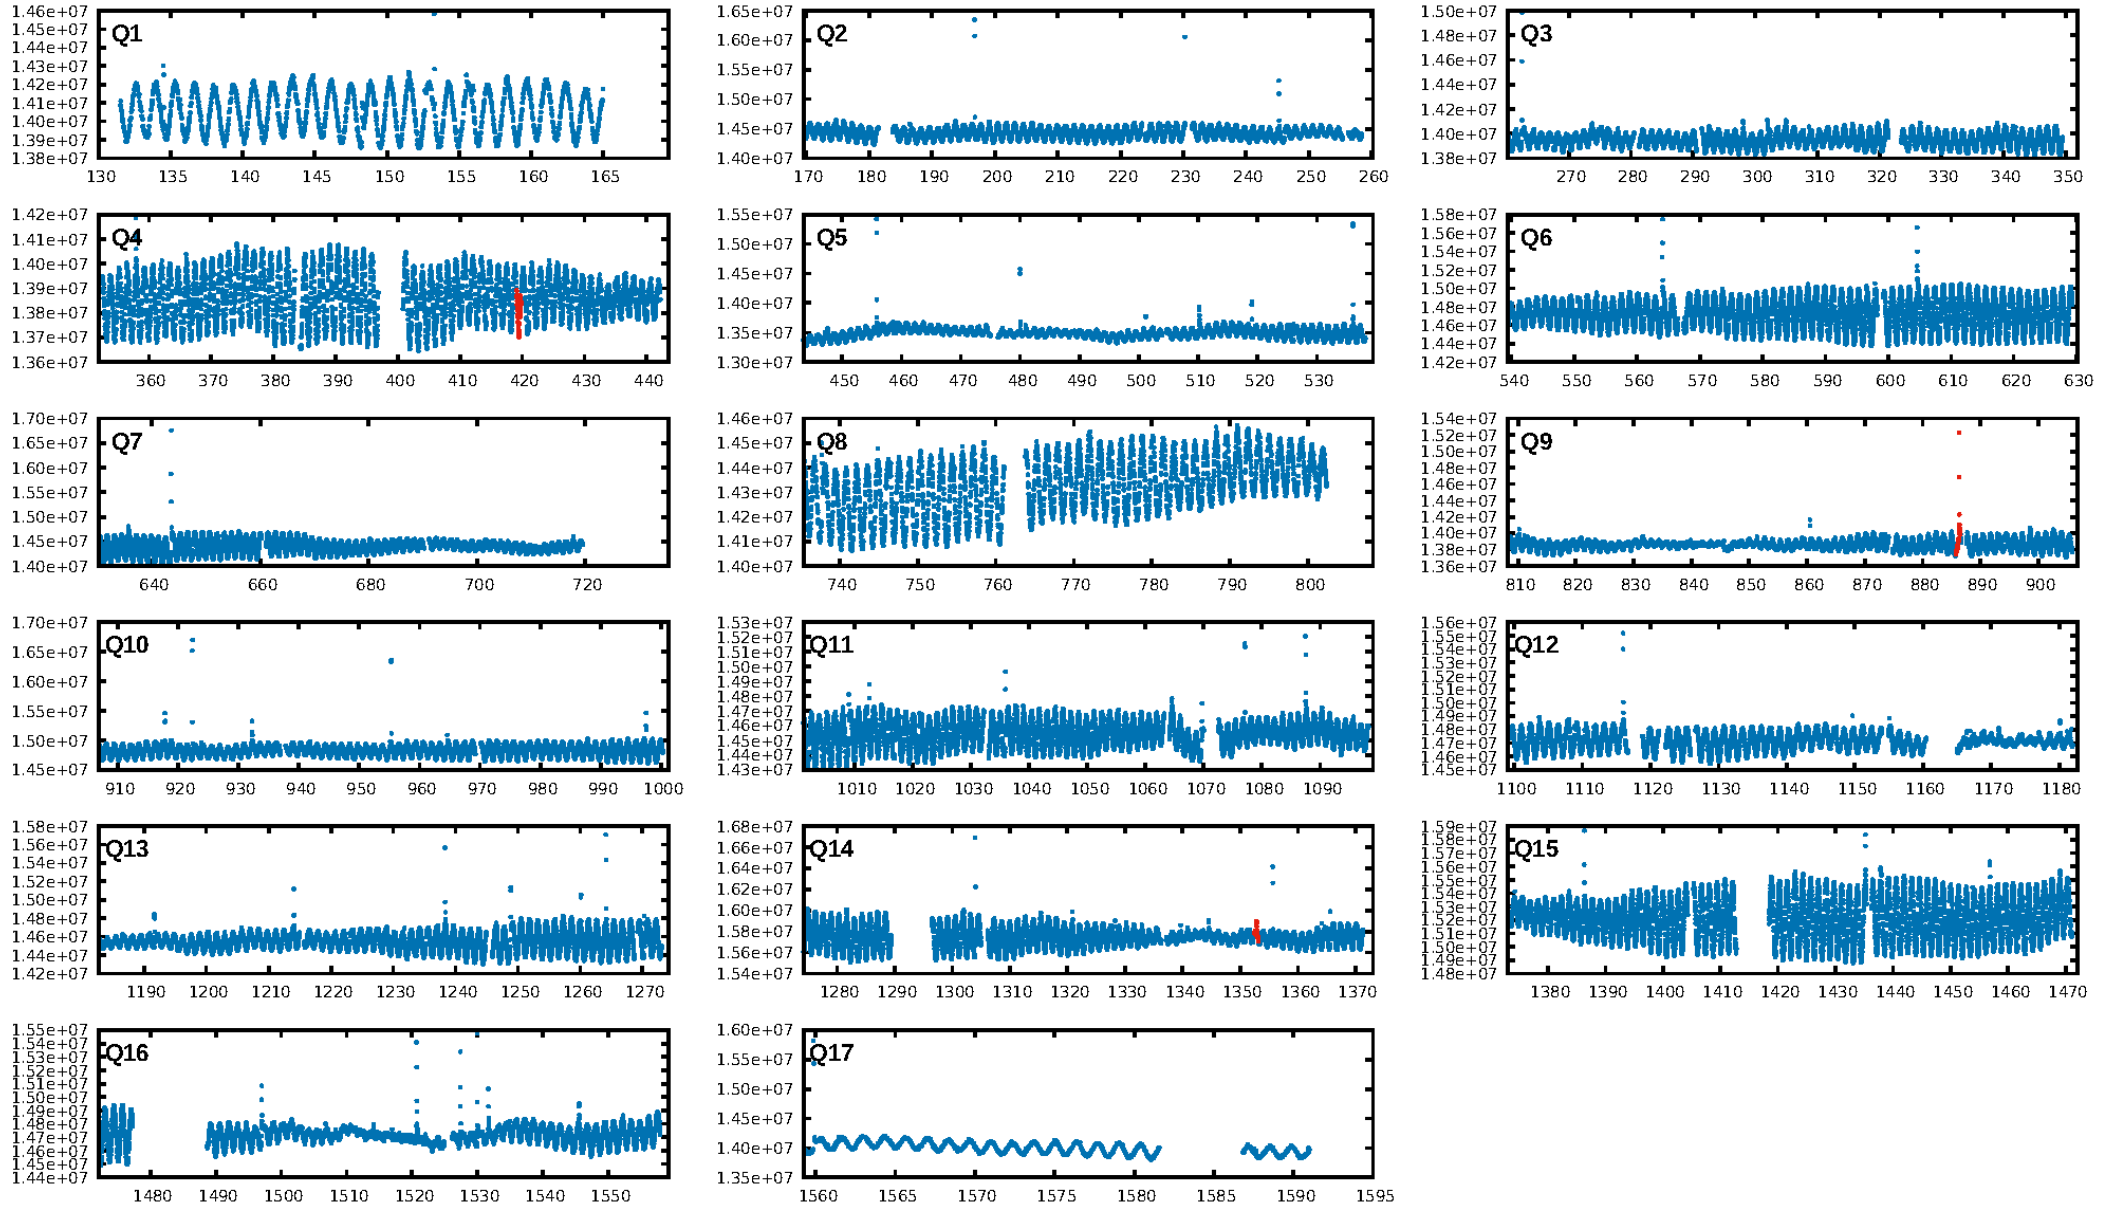 1.46e+07
1.45e+07
1.44e+07
1.43e+07
1.42e+07
1.41e+07
1.40e+07
1.39e+07
1.38e+07
Q1
130 135 140 145 150 155 160 165
1.65e+07
1.60e+07
1.55e+07
1.50e+07
1.45e+07
1.40e+07
Q2
170 180 190 200 210 220 230 240 250 260
1.50e+07
1.48e+07
1.46e+07
1.44e+07
1.42e+07
1.40e+07
1.38e+07
Q3
270 280 290 300 310 320 330 340 350
1.42e+07
1.41e+07
1.40e+07
1.39e+07
1.38e+07
1.37e+07
1.36e+07
Q4
360 370 380 390 400 410 420 430 440
1.55e+07
1.50e+07
1.45e+07
1.40e+07
1.35e+07
1.30e+07
Q5
450 460 470 480 490 500 510 520 530
1.58e+07
1.56e+07
1.54e+07
1.52e+07
1.50e+07
1.48e+07
1.46e+07
1.44e+07
1.42e+07
Q6
540 550 560 570 580 590 600 610 620 630
1.70e+07
1.65e+07
1.60e+07
1.55e+07
1.50e+07
1.45e+07
1.40e+07
Q7
640 660 680 700 720
1.46e+07
1.45e+07
1.44e+07
1.43e+07
1.42e+07
1.41e+07
1.40e+07
Q8
740 750 760 770 780 790 800
1.54e+07
1.52e+07
1.50e+07
1.48e+07
1.46e+07
1.44e+07
1.42e+07
1.40e+07
1.38e+07
1.36e+07
Q9
810 820 830 840 850 860 870 880 890 900
1.70e+07
1.65e+07
1.60e+07
1.55e+07
1.50e+07
1.45e+07
Q10
910 920 930 940 950 960 970 980 990 1000
1.53e+07
1.52e+07
1.51e+07
1.50e+07
1.49e+07
1.48e+07
1.47e+07
1.46e+07
1.45e+07
1.44e+07
1.43e+07
Q11
1010 1020 1030 1040 1050 1060 1070 1080 1090
1.56e+07
1.55e+07
1.54e+07
1.53e+07
1.52e+07
1.51e+07
1.50e+07
1.49e+07
1.48e+07
1.47e+07
1.46e+07
1.45e+07
Q12
1100 1110 1120 1130 1140 1150 1160 1170 1180
1.58e+07
1.56e+07
1.54e+07
1.52e+07
1.50e+07
1.48e+07
1.46e+07
1.44e+07
1.42e+07
Q13
1190 1200 1210 1220 1230 1240 1250 1260 1270
1.68e+07
1.66e+07
1.64e+07
1.62e+07
1.60e+07
1.58e+07
1.56e+07
1.54e+07
Q14
1280 1290 1300 1310 1320 1330 1340 1350 1360 1370
1.59e+07
1.58e+07
1.57e+07
1.56e+07
1.55e+07
1.54e+07
1.53e+07
1.52e+07
1.51e+07
1.50e+07
1.49e+07
1.48e+07
Q15
1380 1390 1400 1410 1420 1430 1440 1450 1460 1470
1.55e+07
1.54e+07
1.53e+07
1.52e+07
1.51e+07
1.50e+07
1.49e+07
1.48e+07
1.47e+07
1.46e+07
1.45e+07
1.44e+07
Q16
1480 1490 1500 1510 1520 1530 1540 1550
1.60e+07
1.55e+07
1.50e+07
1.45e+07
1.40e+07
1.35e+07
Q17
1560 1565 1570 1575 1580 1585 1590 1595